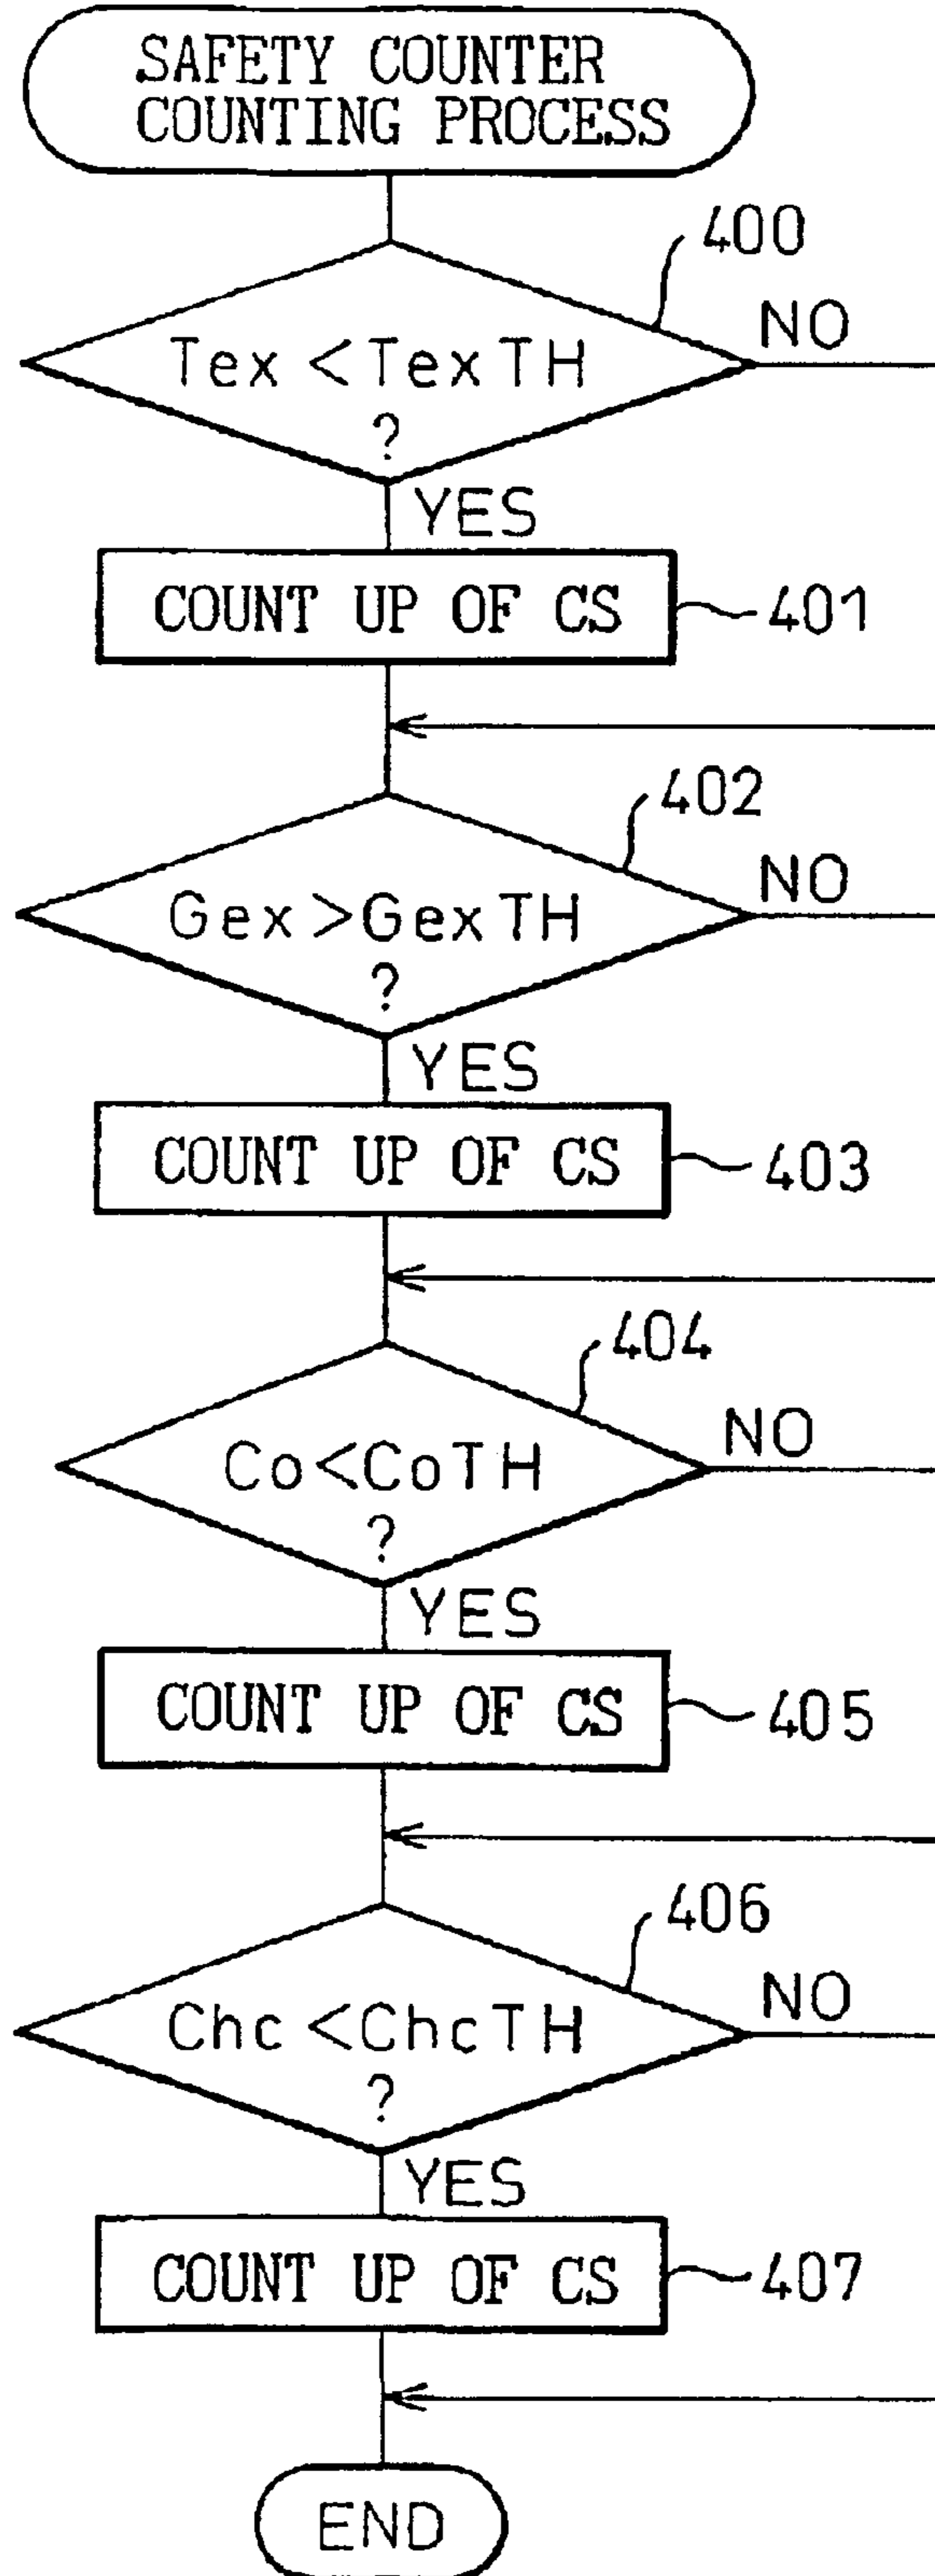 SAFETY COUNTER
COUNTING PROCESS
400
Tex < TexTH
?
NO
YES
COUNT UP OF CS
401
402
Gex > GexTH
?
NO
YES
COUNT UP OF CS
403
404
Co < CoTH
?
NO
YES
COUNT UP OF CS
405
406
Chc < ChcTH
?
NO
YES
COUNT UP OF CS
407
END